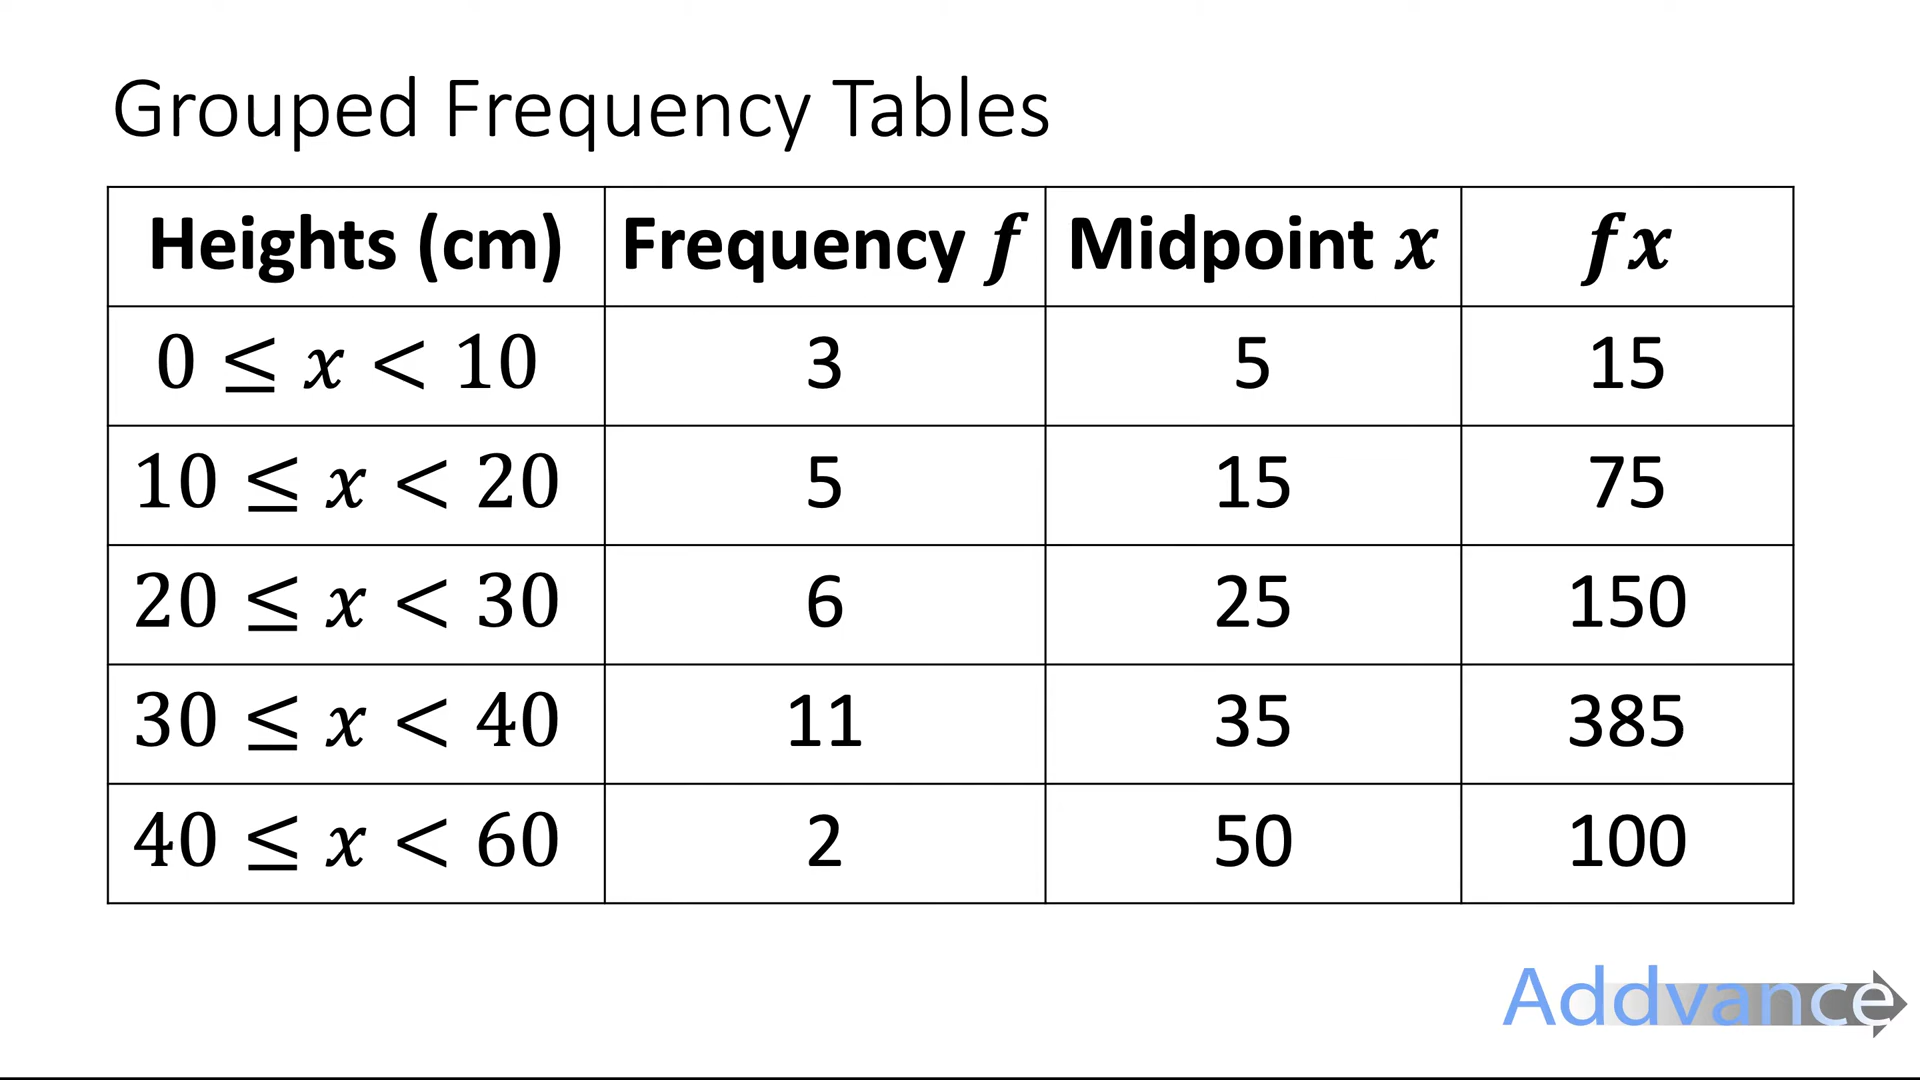 Grouped Frequency Tables
Heights (cm) Frequency f Midpoint x fx
0 ≤ x < 10 3 5 15
10 ≤ x < 20 5 15 75
20 ≤ x < 30 6 25 150
30 ≤ x < 40 11 35 385
40 ≤ x < 60 2 50 100
Addvance